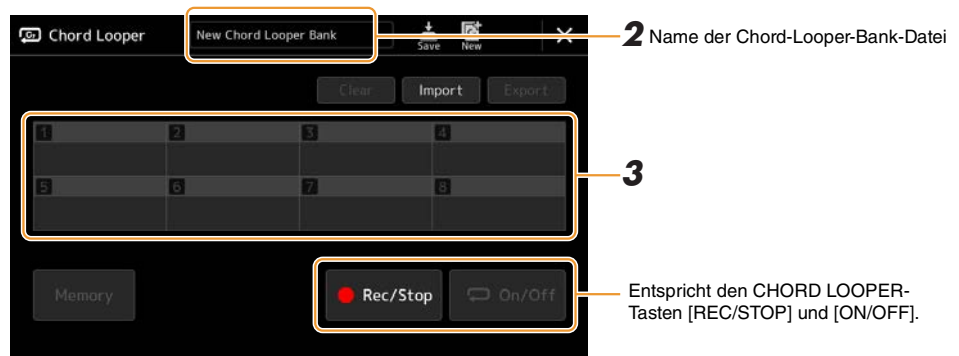 Chord Looper
New Chord Looper Bank
Save
New
2 Name der Chord-Looper-Bank-Datei
Clear
Import
Export
1
2
3
4
3
5
6
7
8
Memory
Rec/Stop
On/Off
Entspricht den CHORD LOOPER-
Tasten [REC/STOP] und [ON/OFF].